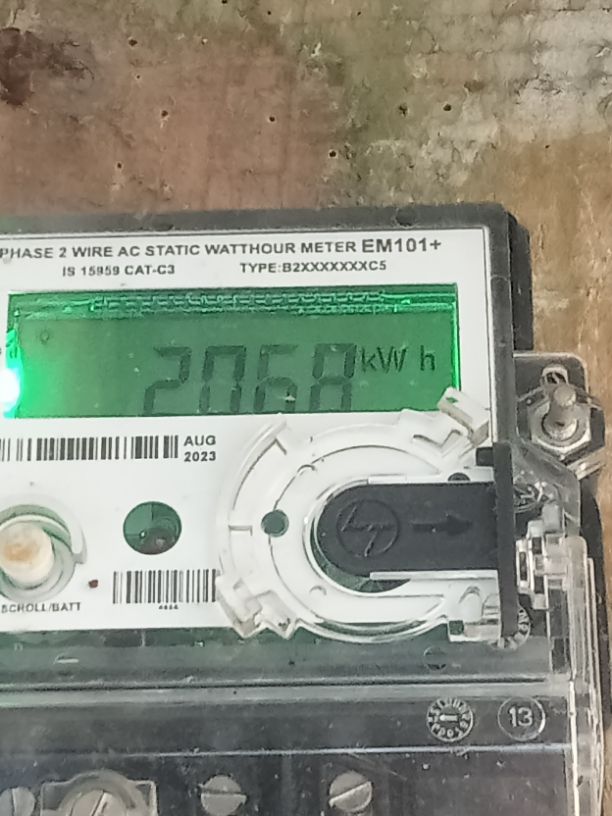 PHASE 2 WIRE AC STATIC WATTHOUR METER EM101+
IS 15959 CAT-C3 TYPE:B2XXXXXXXC5
2068 kW h
AUG
2023
SCROLL/BATT
13